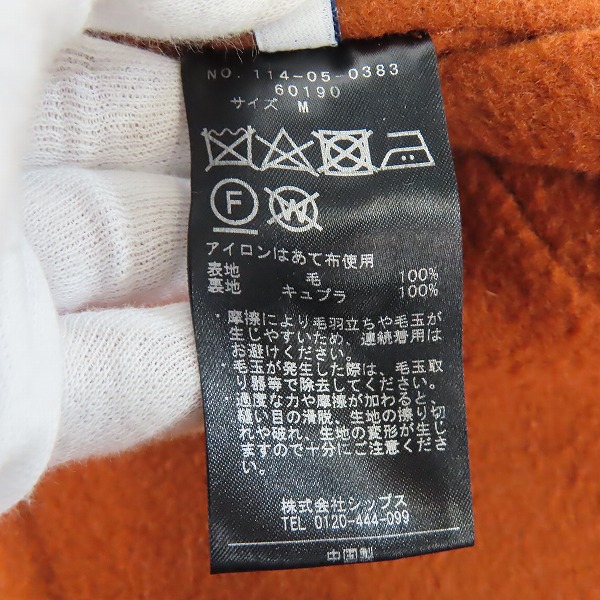 NO. 114-05-0383
60190
サイズ M
F W
アイロンはあて布使用
表地 毛 100%
裏地 キュプラ 100%
・摩擦により毛羽立ちや毛玉が
生じやすいため、連続着用は
お避けください。
・毛玉が発生した際は、毛玉取
り器等で除去してください。
過度な力や摩擦が加わると、
縫い目の滑脱、生地の擦り切
れや破れ、生地の変形が生じ
ますので十分にご注意ください。
株式会社シップス
TEL 0120-444-099
中国製